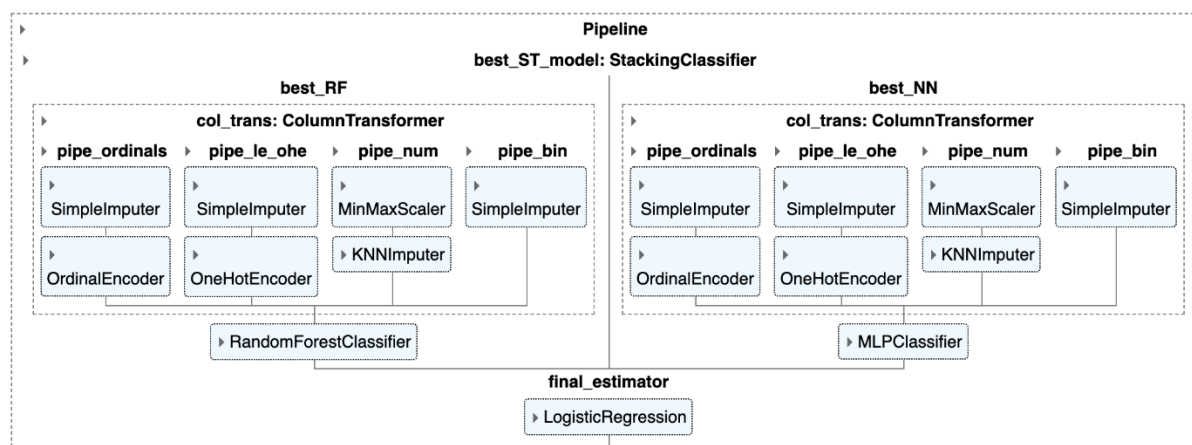 Pipeline
best_ST_model: StackingClassifier
best_RF best_NN
col_trans: ColumnTransformer col_trans: ColumnTransformer
pipe_ordinals pipe_le_ohe pipe_num pipe_bin pipe_ordinals pipe_le_ohe pipe_num pipe_bin
SimpleImputer SimpleImputer MinMaxScaler SimpleImputer SimpleImputer SimpleImputer MinMaxScaler SimpleImputer
KNNImputer KNNImputer
OrdinalEncoder OneHotEncoder OrdinalEncoder OneHotEncoder
RandomForestClassifier MLPClassifier
final_estimator
LogisticRegression